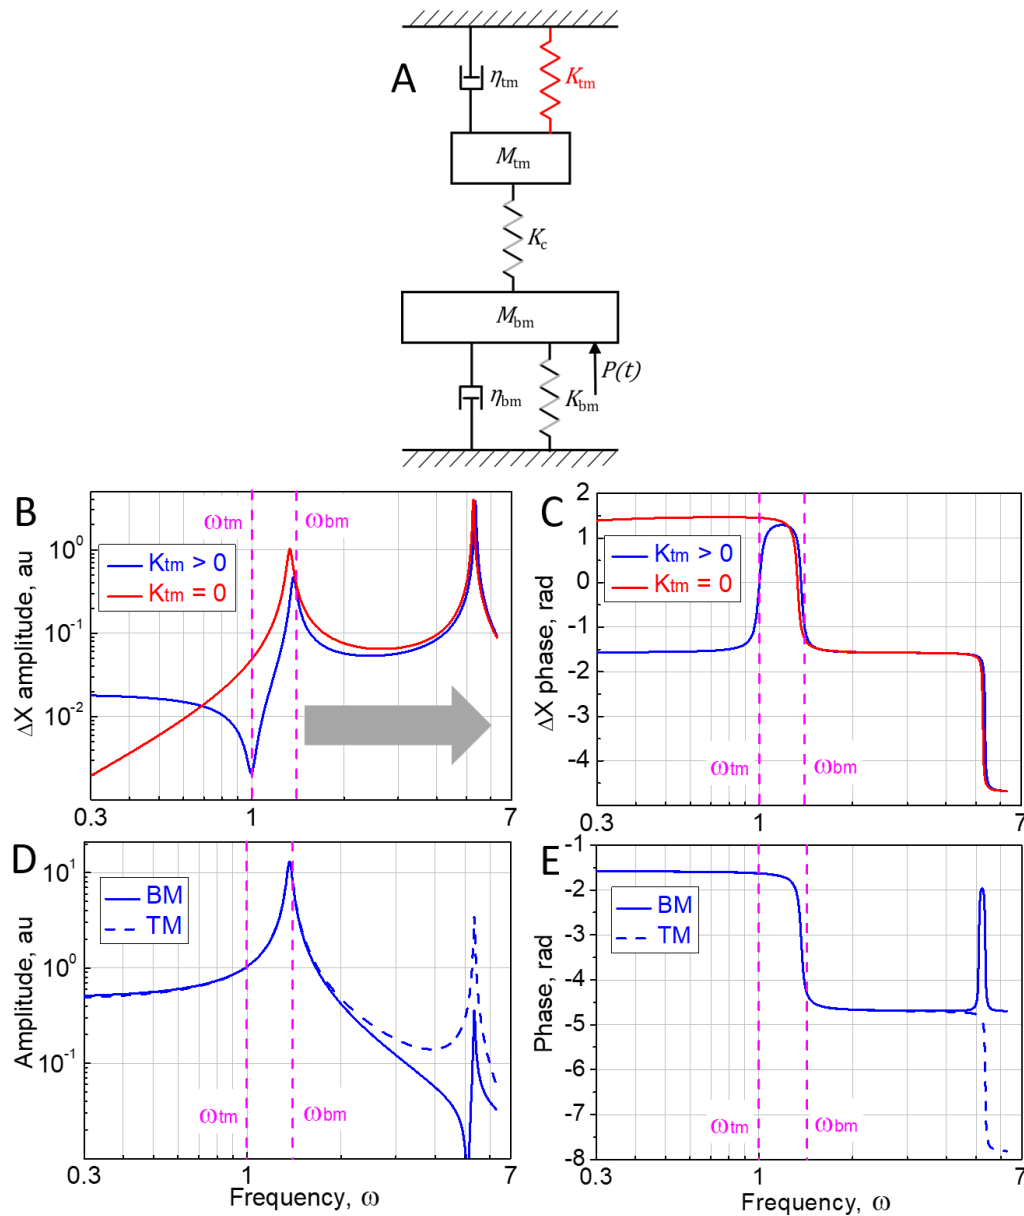 A
ηtm
Ktm
Mtm
Kc
Mbm
P(t)
ηbm
Kbm
B
ωtm
ωbm
Ktm > 0
Ktm = 0
ΔX amplitude, au
10⁰
10⁻¹
10⁻²
0.3
1
7
C
Ktm > 0
Ktm = 0
ΔX phase, rad
2
1
0
-1
-2
-3
-4
ωtm
ωbm
0.3
1
7
D
BM
TM
Amplitude, au
10¹
10⁰
10⁻¹
ωtm
ωbm
0.3
1
7
Frequency, ω
E
BM
TM
Phase, rad
-1
-2
-3
-4
-5
-6
-7
-8
ωtm
ωbm
0.3
1
7
Frequency, ω